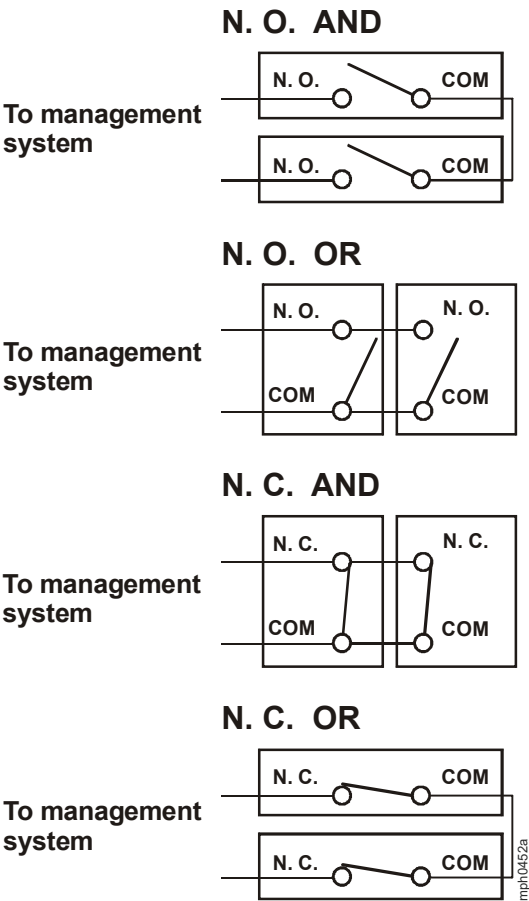 N. O. AND
N. O. COM
To management
system
N. O. COM
N. O. OR
N. O. N. O.
To management
system
COM COM
N. C. AND
N. C. N. C.
To management
system
COM COM
N. C. OR
N. C. COM
To management
system
N. C. COM
mph0452a